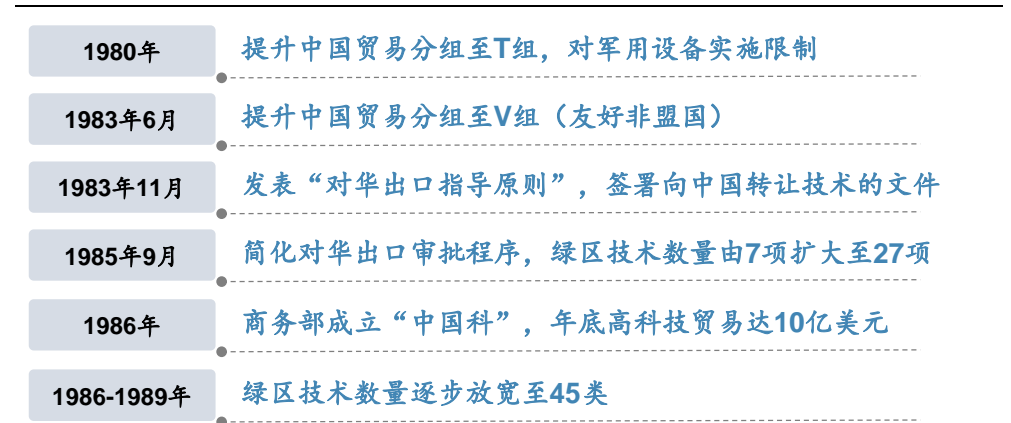 1980年
提升中国贸易分组至T组，对军用设备实施限制
1983年6月
提升中国贸易分组至V组（友好非盟国）
1983年11月
发表“对华出口指导原则”，签署向中国转让技术的文件
1985年9月
简化对华出口审批程序，绿区技术数量由7项扩大至27项
1986年
商务部成立“中国科”，年底高科技贸易达10亿美元
1986-1989年
绿区技术数量逐步放宽至45类